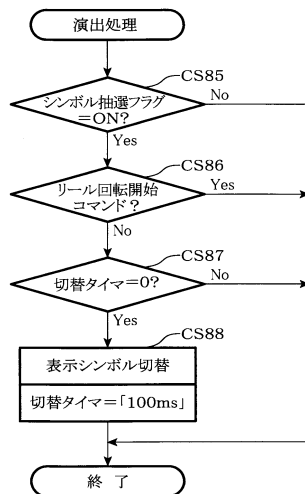 演出処理
CS85
シンボル抽選フラグ
=ON?
No
Yes
CS86
リール回転開始
コマンド?
Yes
No
CS87
切替タイマ=0?
No
Yes
CS88
表示シンボル切替
切替タイマ=「100ms」
終 了